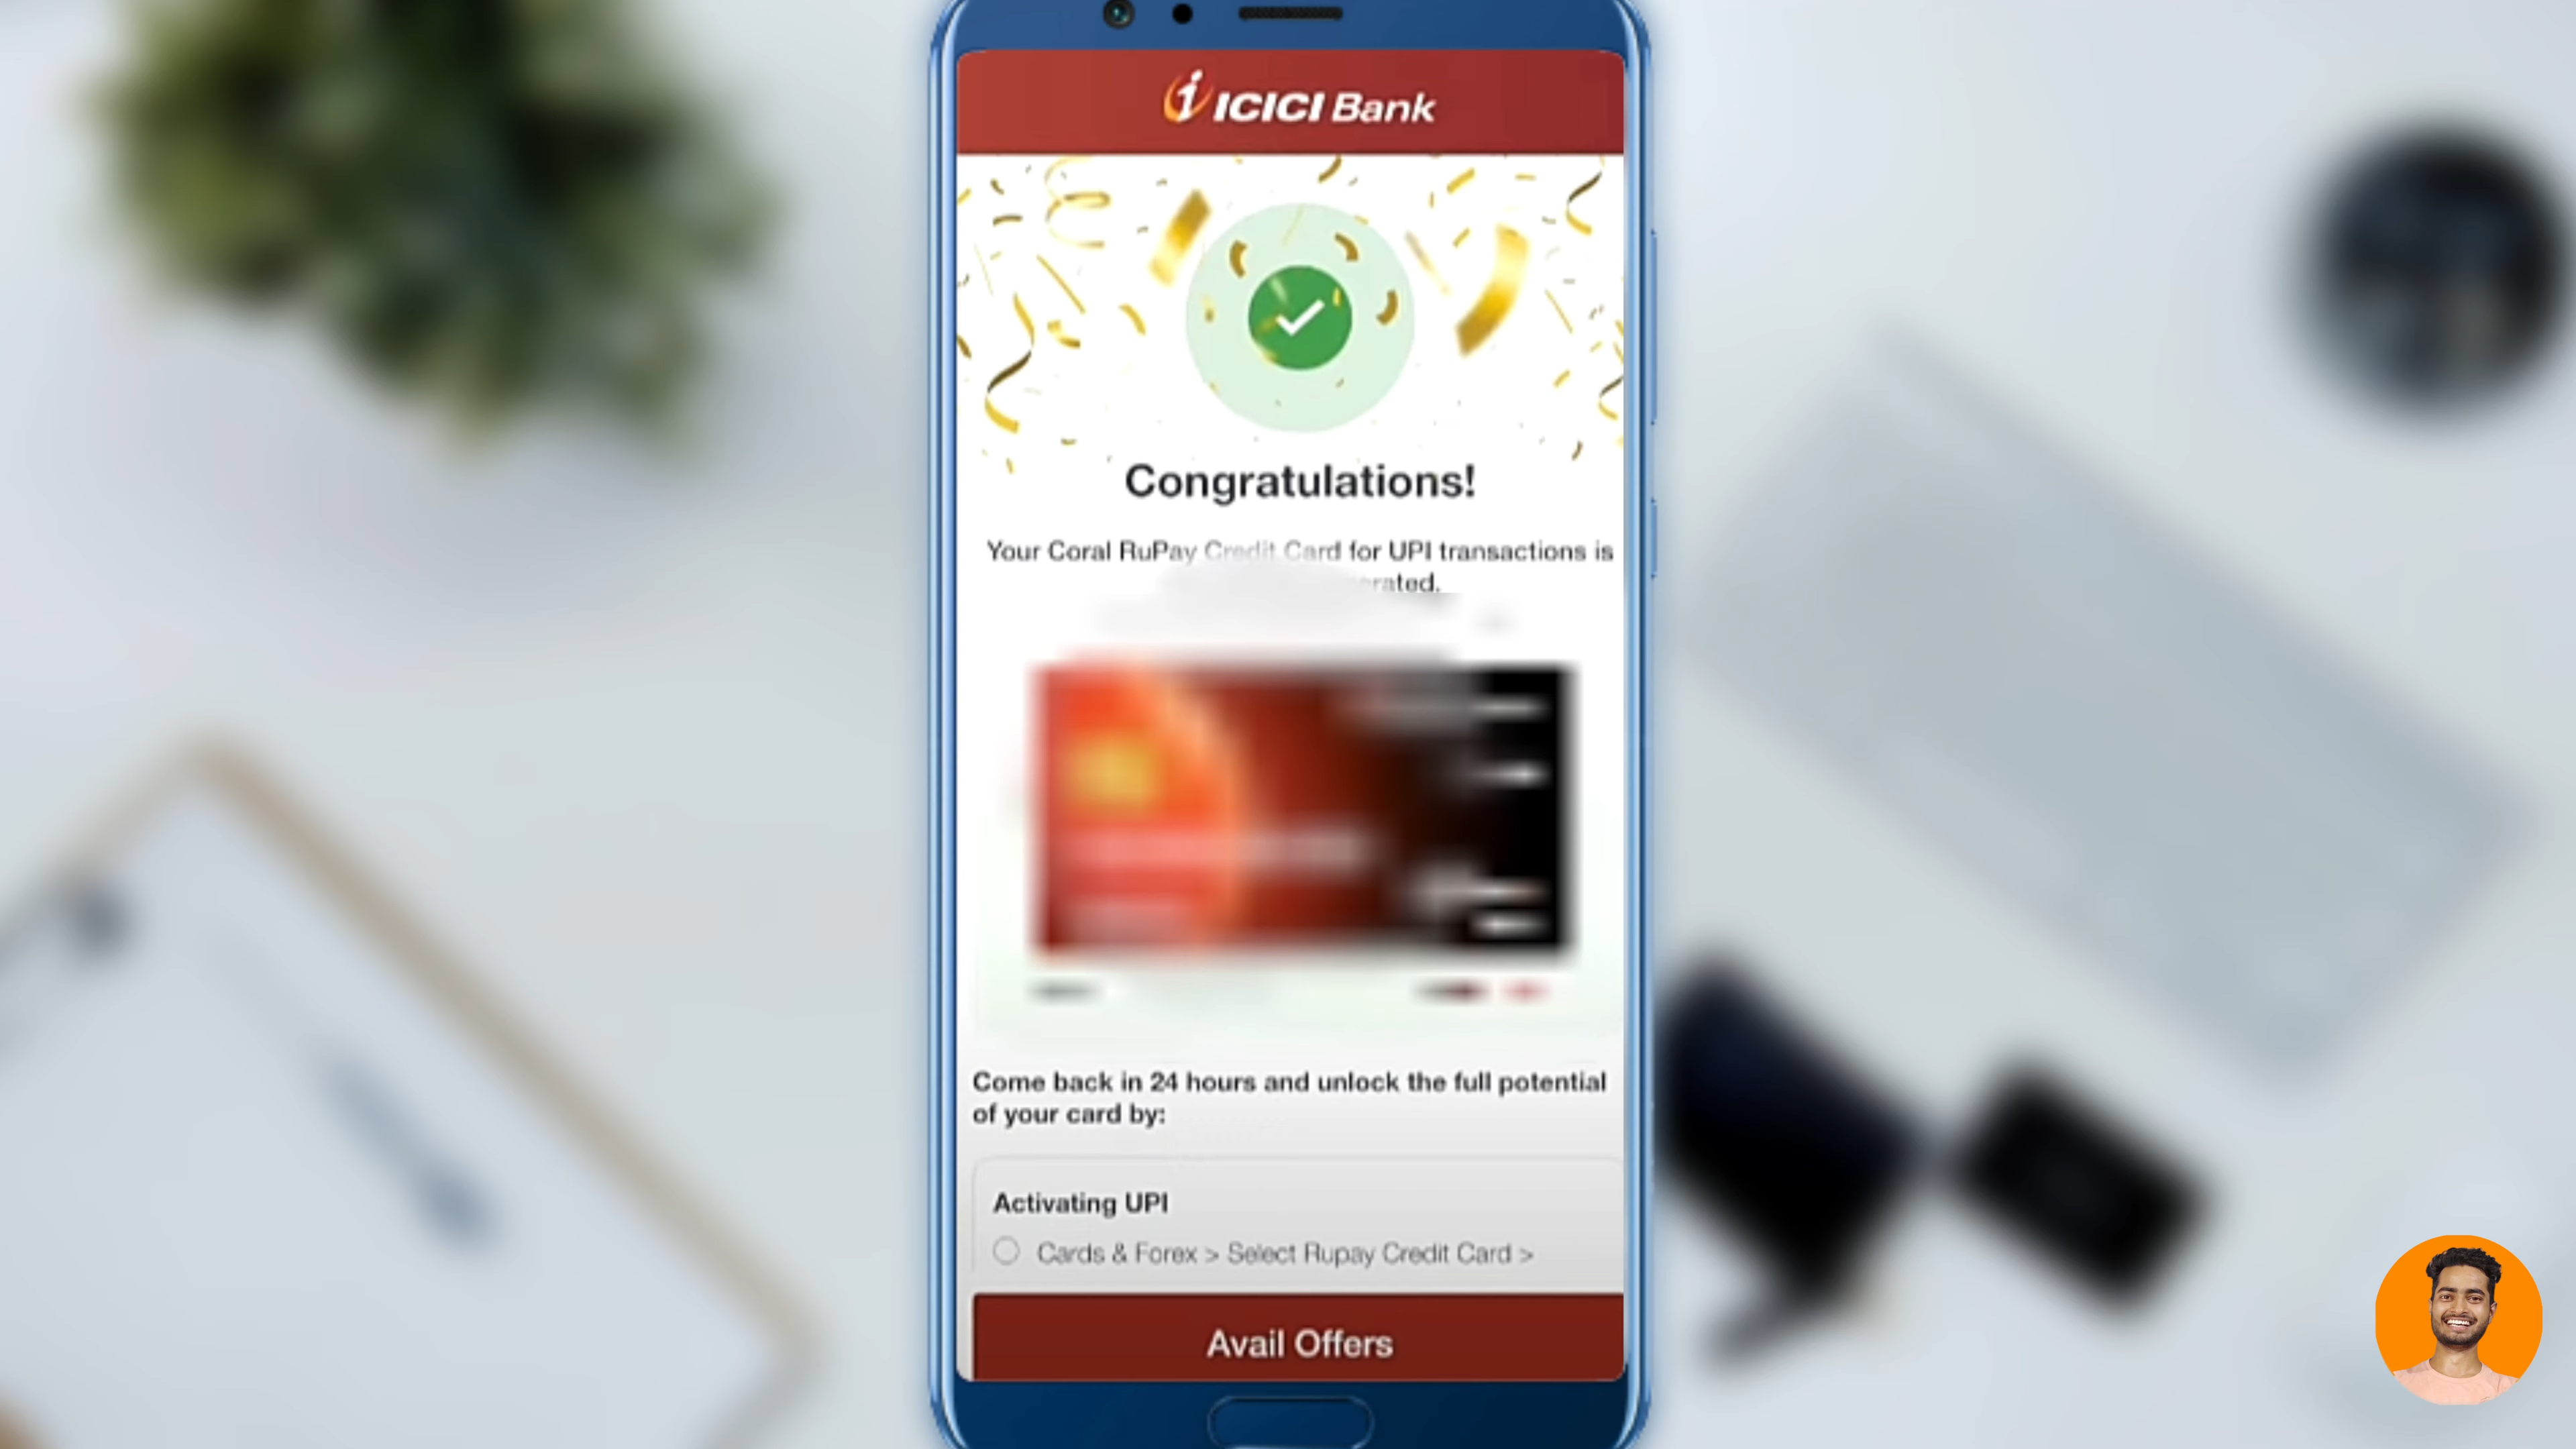 ICICI Bank
Congratulations!
Your Coral RuPay Credit Card for UPI transactions is
Come back in 24 hours and unlock the full potential
of your card by:
Activating UPI
Cards & Forex > Select Rupay Credit Card >
Avail Offers